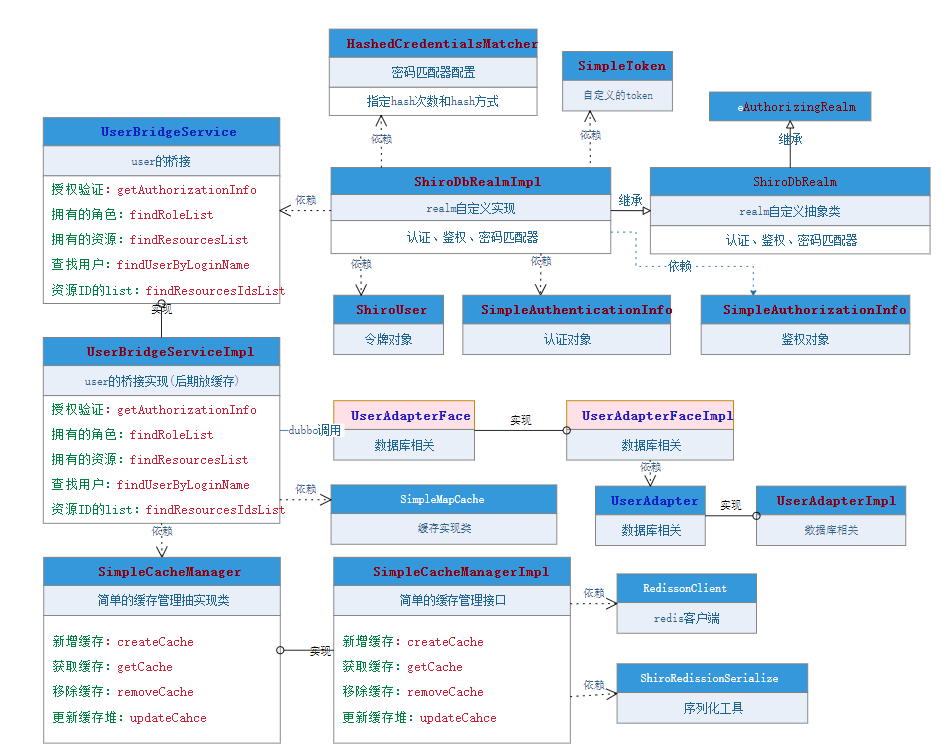 HashedCredentialsMatcher
密码匹配器配置
指定hash次数和hash方式
SimpleToken
自定义的token
eAuthorizingRealm
依赖
依赖
继承
UserBridgeService
user的桥接
授权验证：getAuthorizationInfo
拥有的角色：findRoleList
拥有的资源：findResourcesList
查找用户：findUserByLoginName
资源ID的list：findResourcesIdsList
依赖
ShiroDbRealmImpl
realm自定义实现
认证、鉴权、密码匹配器
继承
ShiroDbRealm
realm自定义抽象类
认证、鉴权、密码匹配器
依赖
依赖
依赖
实现
ShiroUser
令牌对象
SimpleAuthenticationInfo
认证对象
SimpleAuthorizationInfo
鉴权对象
UserBridgeServiceImpl
user的桥接实现(后期放缓存)
授权验证：getAuthorizationInfo
拥有的角色：findRoleList
拥有的资源：findResourcesList
查找用户：findUserByLoginName
资源ID的list：findResourcesIdsList
dubbo调用
UserAdapterFace
数据库相关
实现
UserAdapterFaceImpl
数据库相关
依赖
依赖
SimpleMapCache
缓存实现类
UserAdapter
数据库相关
实现
UserAdapterImpl
数据库相关
依赖
SimpleCacheManager
简单的缓存管理抽实现类
新增缓存：createCache
获取缓存：getCache
移除缓存：removeCache
更新缓存堆：updateCahce
实现
SimpleCacheManagerImpl
简单的缓存管理接口
新增缓存：createCache
获取缓存：getCache
移除缓存：removeCache
更新缓存堆：updateCahce
依赖
RedissonClient
redis客户端
依赖
ShiroRedissionSerialize
序列化工具